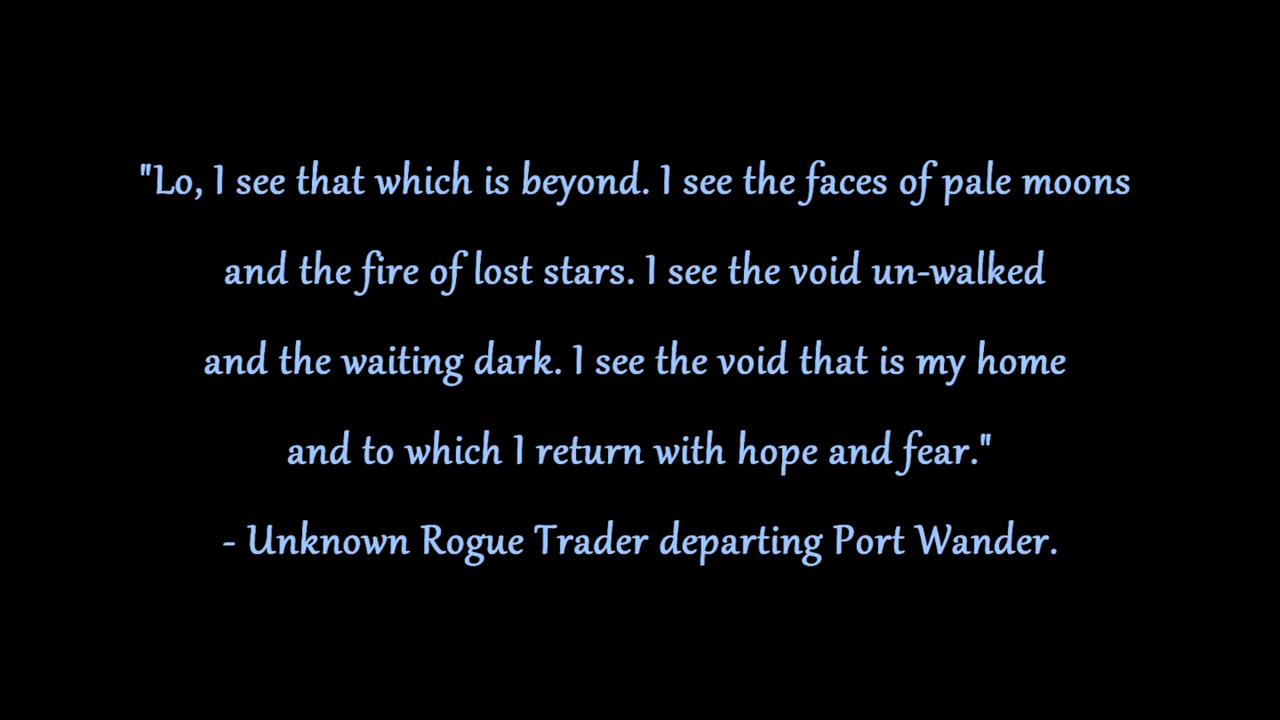 "Lo, I see that which is beyond. I see the faces of pale moons
and the fire of lost stars. I see the void un-walked
and the waiting dark. I see the void that is my home
and to which I return with hope and fear."
- Unknown Rogue Trader departing Port Wander.